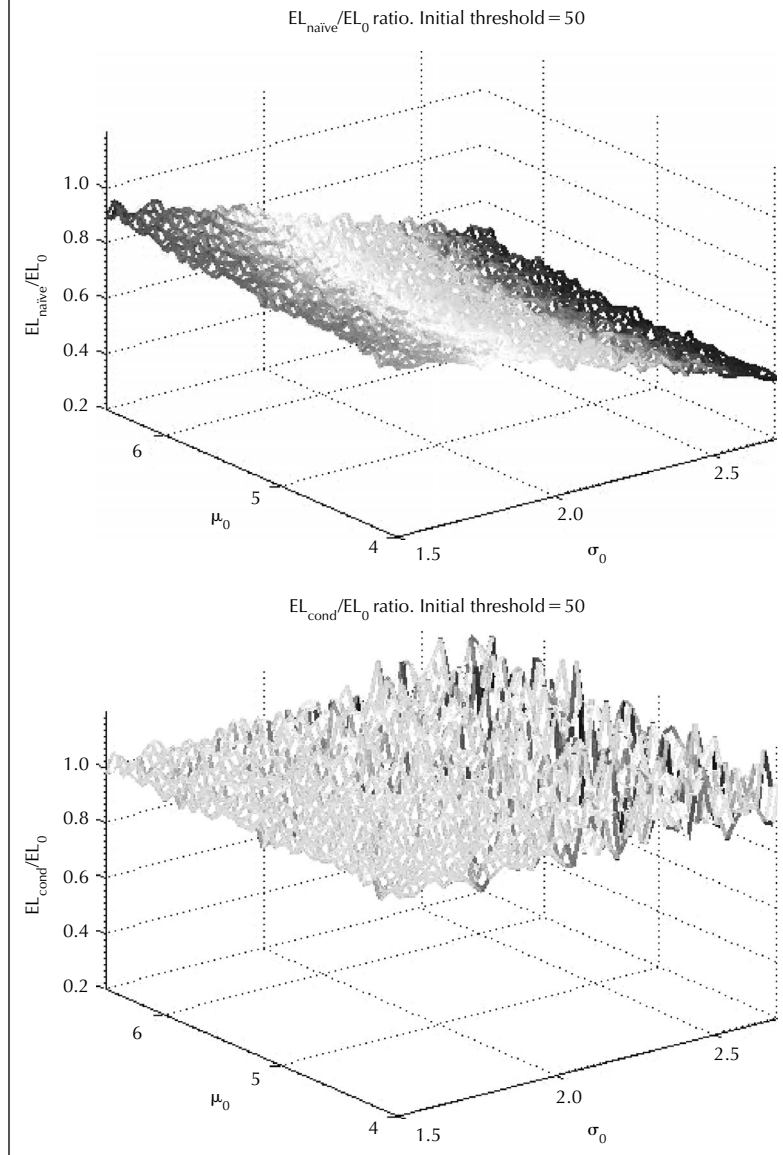 EL_naïve/EL_0 ratio. Initial threshold = 50
1.0
0.8
0.6
0.4
0.2
EL_naïve/EL_0
6
5
4
μ_0
1.5
2.0
2.5
σ_0
EL_cond/EL_0 ratio. Initial threshold = 50
1.0
0.8
0.6
0.4
0.2
EL_cond/EL_0
6
5
4
μ_0
1.5
2.0
2.5
σ_0